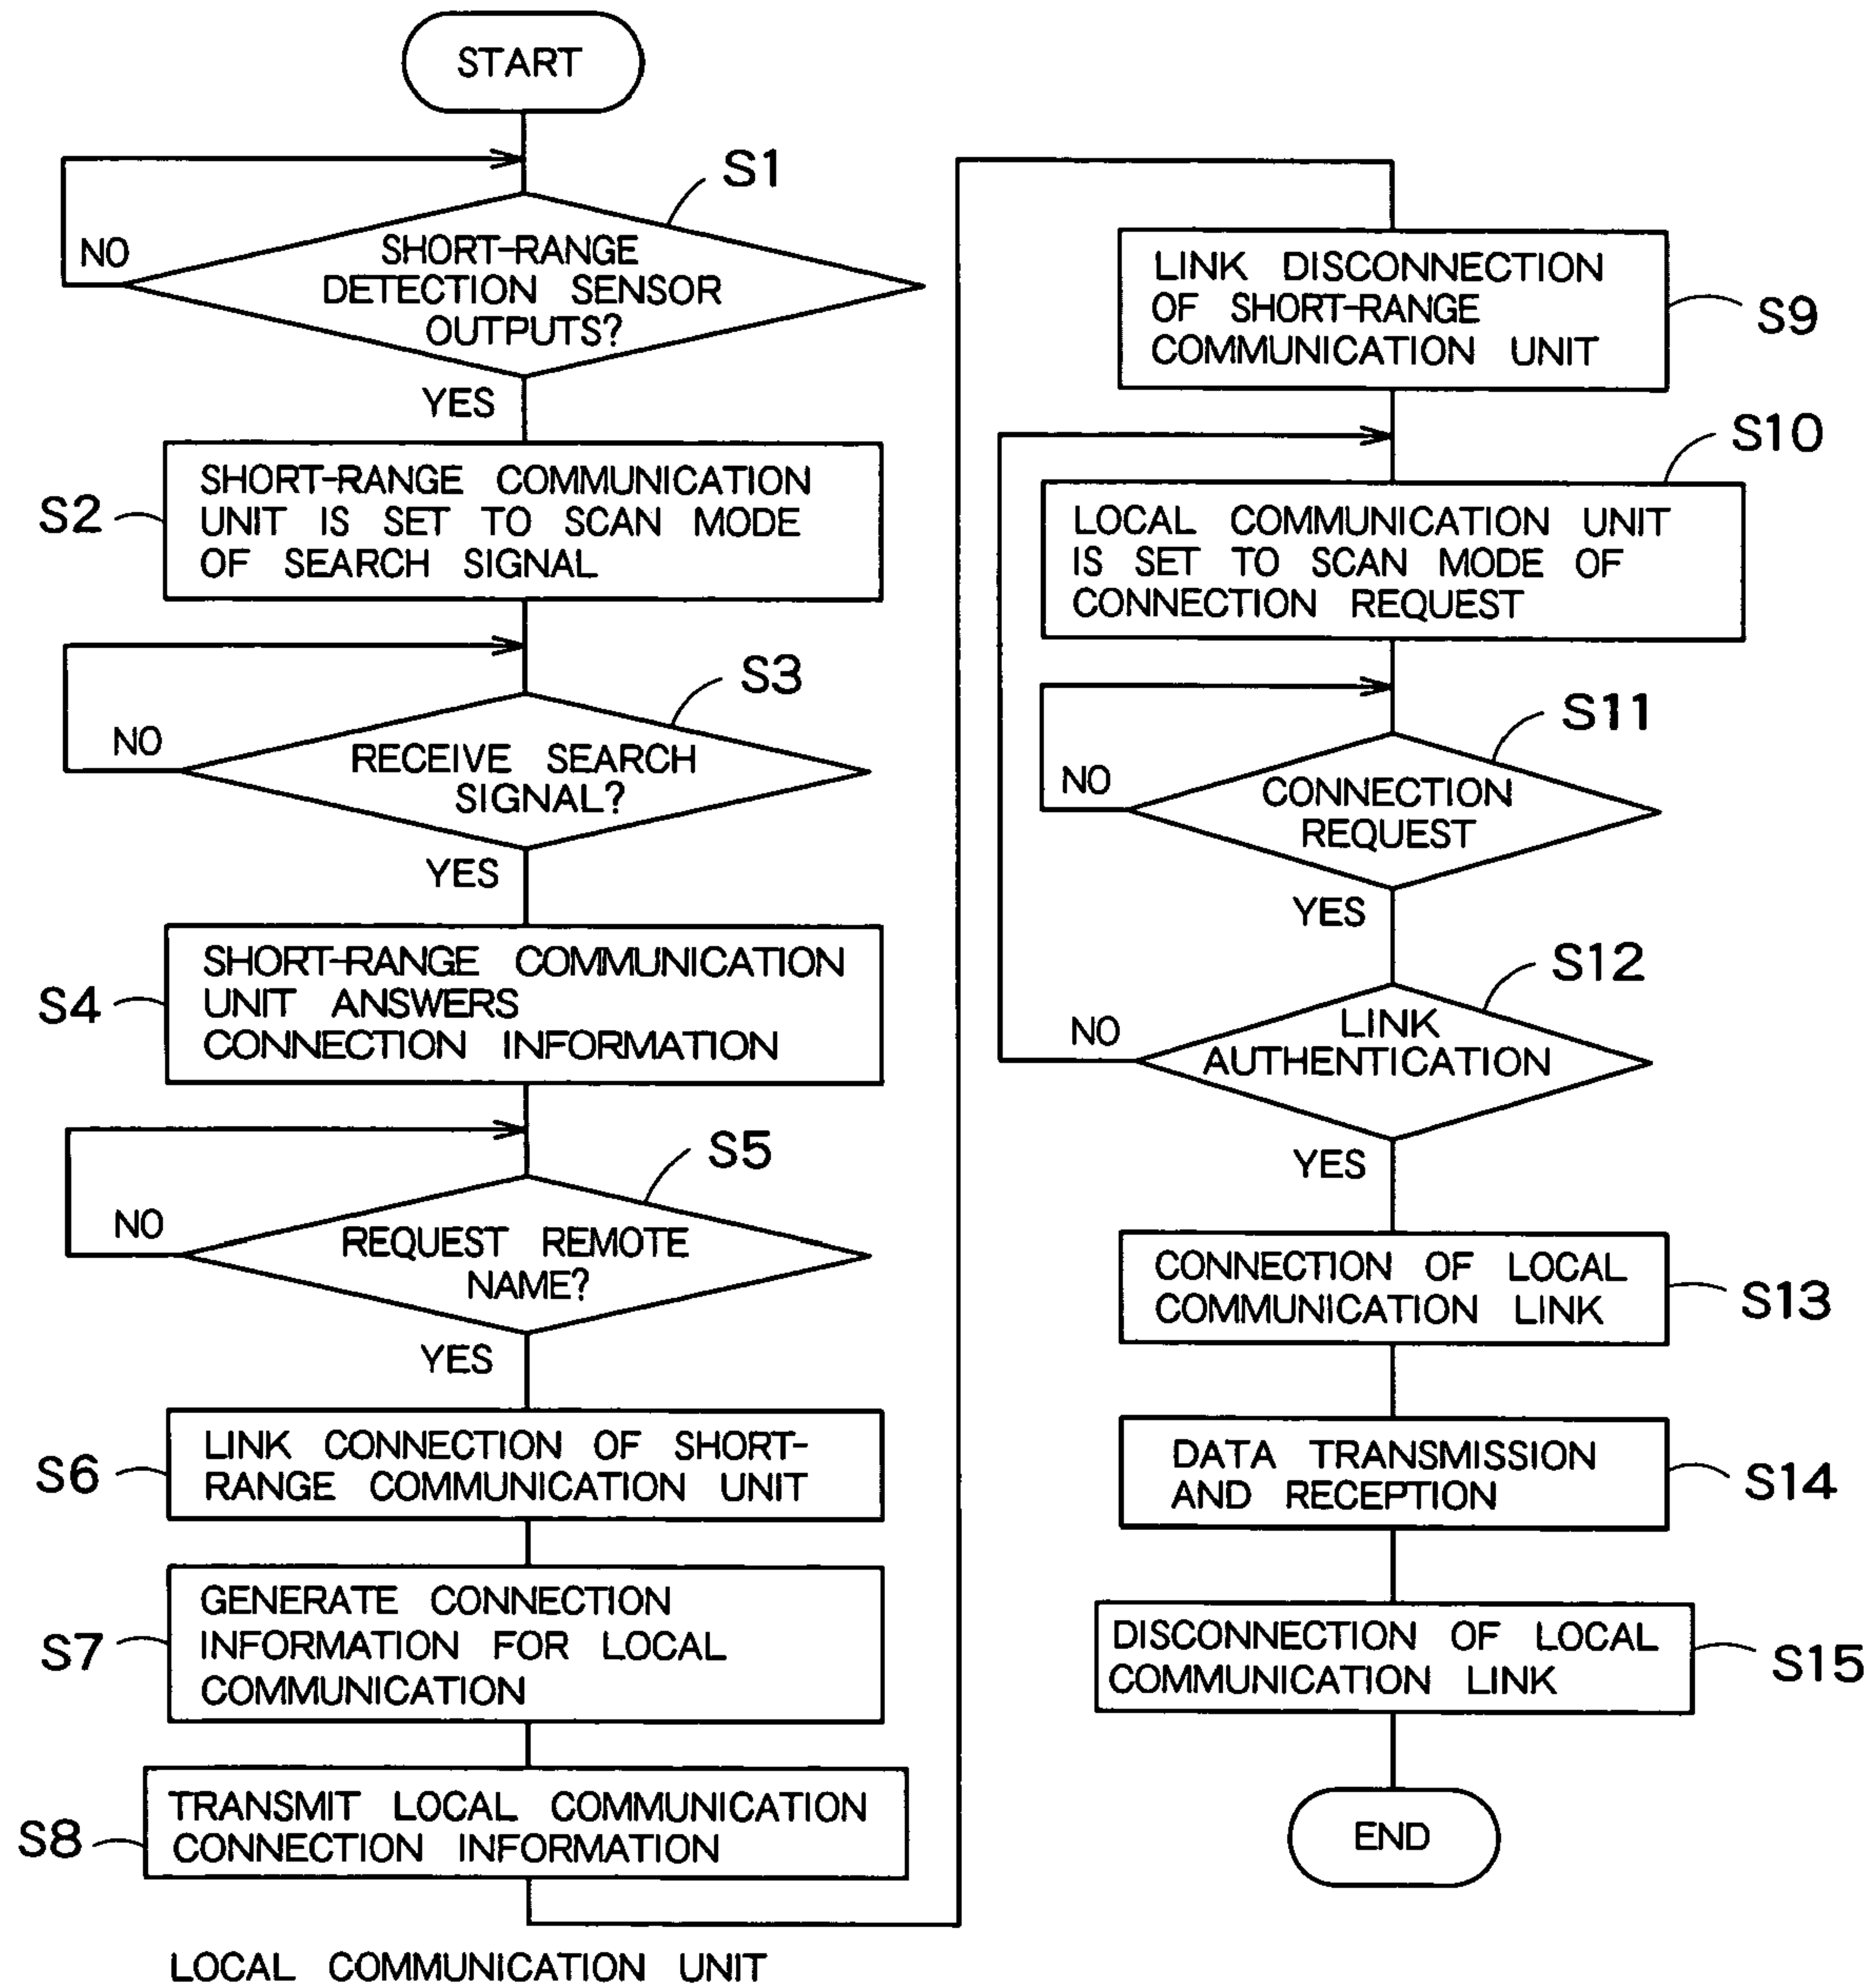 START
S1
NO
SHORT-RANGE
DETECTION SENSOR
OUTPUTS?
YES
S2
SHORT-RANGE COMMUNICATION
UNIT IS SET TO SCAN MODE
OF SEARCH SIGNAL
S3
NO
RECEIVE SEARCH
SIGNAL?
YES
S4
SHORT-RANGE COMMUNICATION
UNIT ANSWERS
CONNECTION INFORMATION
S5
NO
REQUEST REMOTE
NAME?
YES
S6
LINK CONNECTION OF SHORT-
RANGE COMMUNICATION UNIT
S7
GENERATE CONNECTION
INFORMATION FOR LOCAL
COMMUNICATION
S8
TRANSMIT LOCAL COMMUNICATION
CONNECTION INFORMATION
LOCAL COMMUNICATION UNIT
LINK DISCONNECTION
OF SHORT-RANGE
COMMUNICATION UNIT
S9
S10
LOCAL COMMUNICATION UNIT
IS SET TO SCAN MODE OF
CONNECTION REQUEST
S11
NO
CONNECTION
REQUEST
YES
S12
NO
LINK
AUTHENTICATION
YES
CONNECTION OF LOCAL
COMMUNICATION LINK
S13
DATA TRANSMISSION
AND RECEPTION
S14
DISCONNECTION OF LOCAL
COMMUNICATION LINK
S15
END